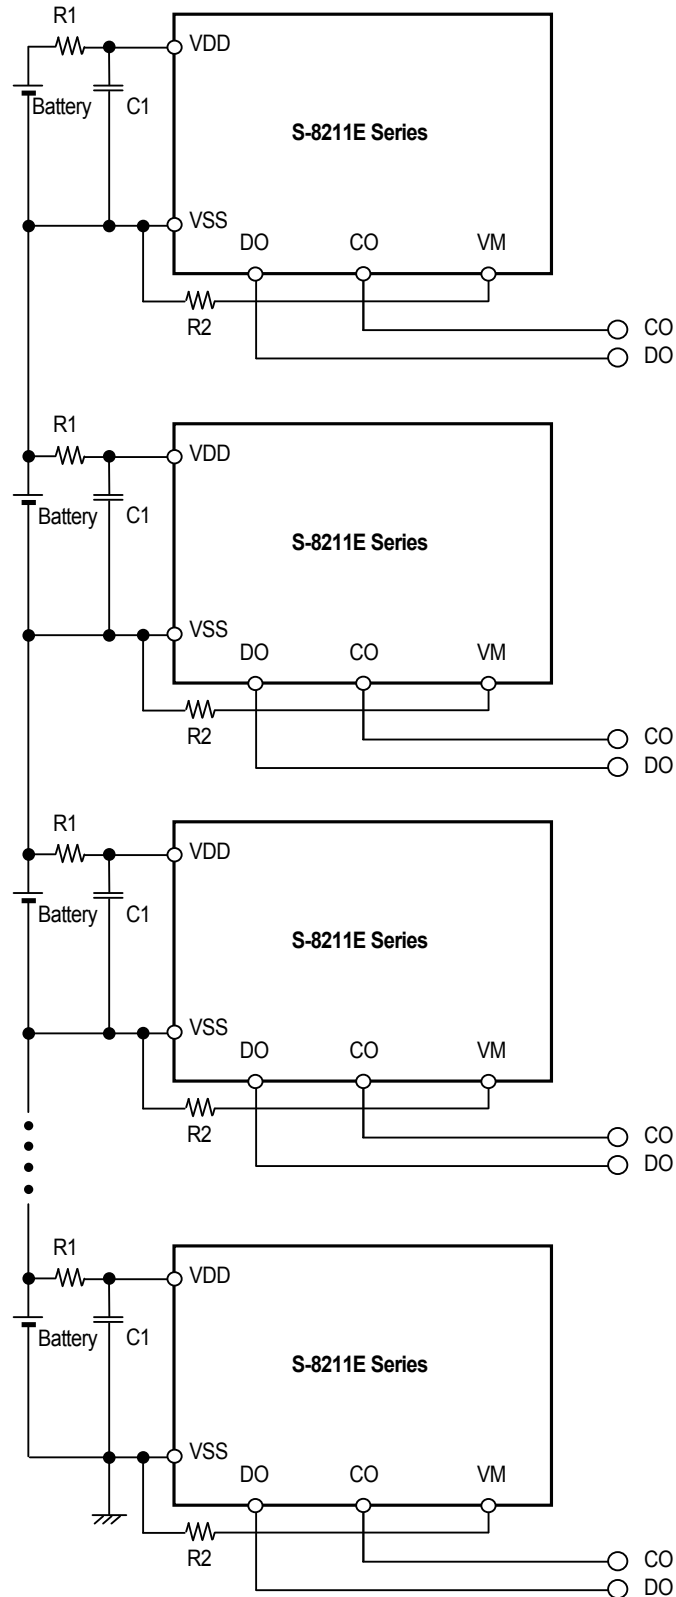 R1
VDD
Battery
C1
S-8211E Series
VSS
DO
CO
VM
R2
CO
DO
R1
VDD
Battery
C1
S-8211E Series
VSS
DO
CO
VM
R2
CO
DO
R1
VDD
Battery
C1
S-8211E Series
VSS
DO
CO
VM
R2
CO
DO
R1
VDD
Battery
C1
S-8211E Series
VSS
DO
CO
VM
R2
CO
DO